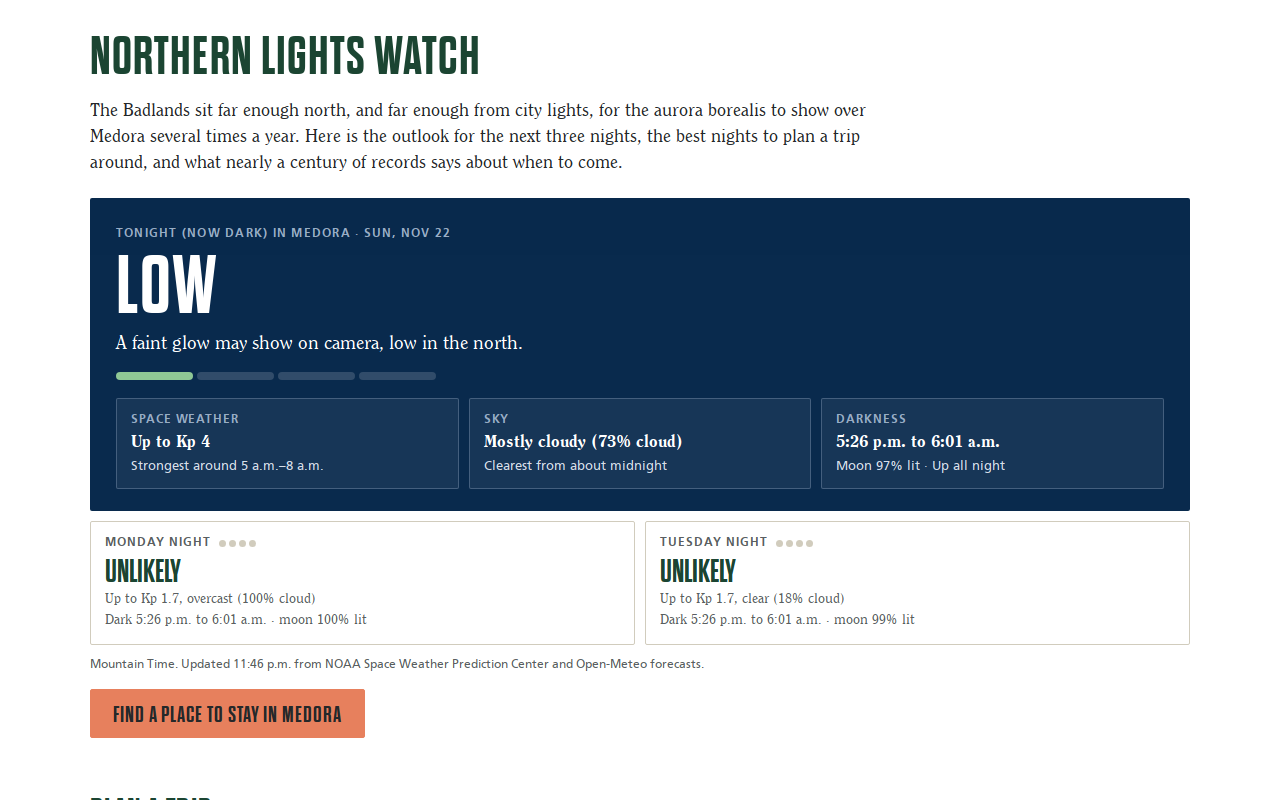 NORTHERN LIGHTS WATCH
The Badlands sit far enough north, and far enough from city lights, for the aurora borealis to show over
Medora several times a year. Here is the outlook for the next three nights, the best nights to plan a trip
around, and what nearly a century of records says about when to come.
TONIGHT (NOW DARK) IN MEDORA · SUN, NOV 22
LOW
A faint glow may show on camera, low in the north.
SPACE WEATHER
Up to Kp 4
Strongest around 5 a.m.–8 a.m.
SKY
Mostly cloudy (73% cloud)
Clearest from about midnight
DARKNESS
5:26 p.m. to 6:01 a.m.
Moon 97% lit · Up all night
MONDAY NIGHT
UNLIKELY
Up to Kp 1.7, overcast (100% cloud)
Dark 5:26 p.m. to 6:01 a.m. · moon 100% lit
TUESDAY NIGHT
UNLIKELY
Up to Kp 1.7, clear (18% cloud)
Dark 5:26 p.m. to 6:01 a.m. · moon 99% lit
Mountain Time. Updated 11:46 p.m. from NOAA Space Weather Prediction Center and Open-Meteo forecasts.
FIND A PLACE TO STAY IN MEDORA